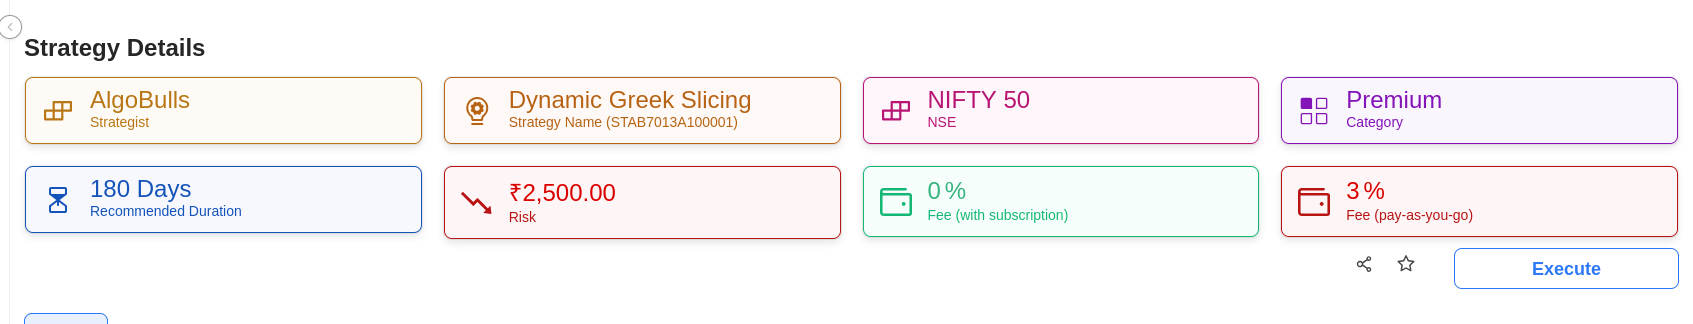 Strategy Details
AlgoBulls
Strategist
Dynamic Greek Slicing
Strategy Name (STAB7013A100001)
NIFTY 50
NSE
Premium
Category
180 Days
Recommended Duration
₹2,500.00
Risk
0 %
Fee (with subscription)
3 %
Fee (pay-as-you-go)
Execute